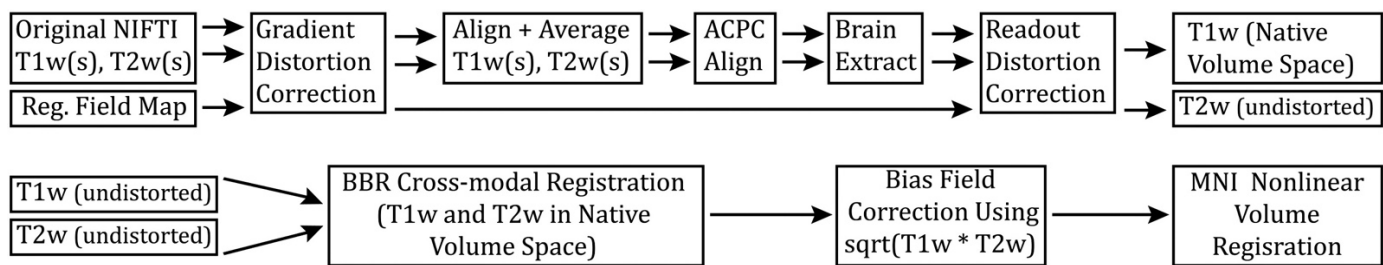 Original NIFTI
T1w(s), T2w(s)
Reg. Field Map
Gradient
Distortion
Correction
Align + Average
T1w(s), T2w(s)
ACPC
Align
Brain
Extract
Readout
Distortion
Correction
T1w (Native
Volume Space)
T2w (undistorted)
T1w (undistorted)
T2w (undistorted)
BBR Cross-modal Registration
(T1w and T2w in Native
Volume Space)
Bias Field
Correction Using
sqrt(T1w * T2w)
MNI Nonlinear
Volume
Regisration